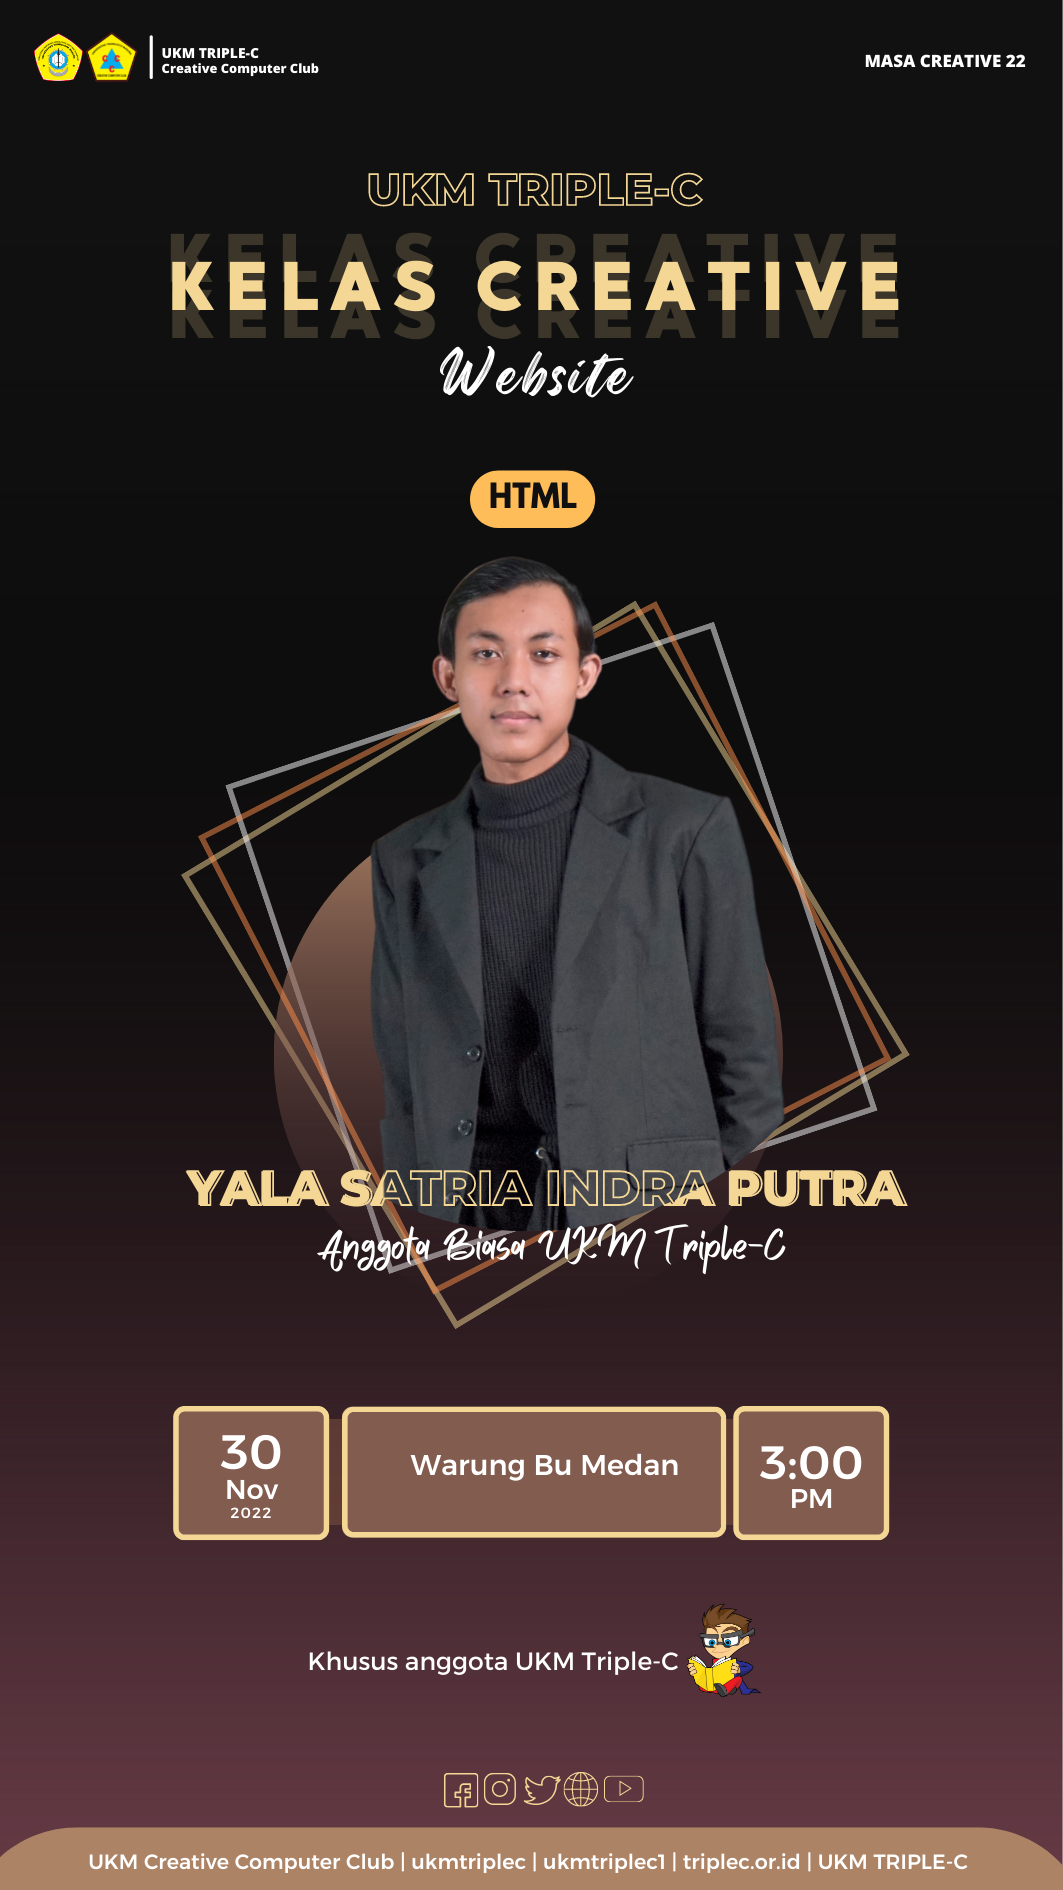 UKM TRIPLE-C
Creative Computer Club
MASA CREATIVE 22
UKM TRIPLE-C
KELAS CREATIVE
Website
HTML
YALA SATRIA INDRA PUTRA
Anggota Biasa UKM Triple-C
30
Nov
2022
Warung Bu Medan
3:00
PM
Khusus anggota UKM Triple-C
UKM Creative Computer Club | ukmtriplec | ukmtriplec1 | triplec.or.id | UKM TRIPLE-C